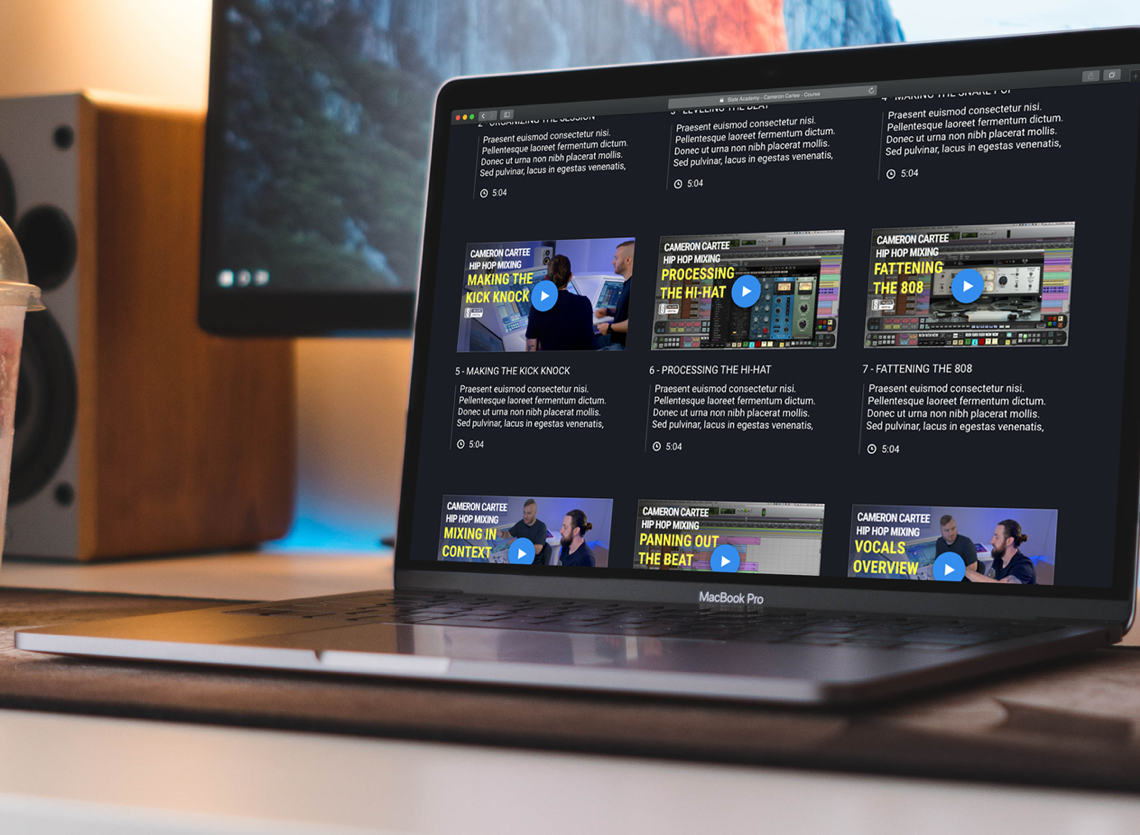 Slate Academy - Cameron Cartee - Course
2 - ORGANIZING THE SESSION
Praesent euismod consectetur nisi.
Pellentesque laoreet fermentum dictum.
Donec ut urna non nibh placerat mollis.
Sed pulvinar, lacus in egestas venenatis,
5:04
3 - LEVELING THE BEAT
Praesent euismod consectetur nisi.
Pellentesque laoreet fermentum dictum.
Donec ut urna non nibh placerat mollis.
Sed pulvinar, lacus in egestas venenatis,
5:04
4 - MAKING THE SNARE POP
Praesent euismod consectetur nisi.
Pellentesque laoreet fermentum dictum.
Donec ut urna non nibh placerat mollis.
Sed pulvinar, lacus in egestas venenatis,
5:04
CAMERON CARTEE
HIP HOP MIXING
MAKING THE
KICK KNOCK
5 - MAKING THE KICK KNOCK
Praesent euismod consectetur nisi.
Pellentesque laoreet fermentum dictum.
Donec ut urna non nibh placerat mollis.
Sed pulvinar, lacus in egestas venenatis,
5:04
CAMERON CARTEE
HIP HOP MIXING
PROCESSING
THE HI-HAT
6 - PROCESSING THE HI-HAT
Praesent euismod consectetur nisi.
Pellentesque laoreet fermentum dictum.
Donec ut urna non nibh placerat mollis.
Sed pulvinar, lacus in egestas venenatis,
5:04
CAMERON CARTEE
HIP HOP MIXING
FATTENING
THE 808
7 - FATTENING THE 808
Praesent euismod consectetur nisi.
Pellentesque laoreet fermentum dictum.
Donec ut urna non nibh placerat mollis.
Sed pulvinar, lacus in egestas venenatis,
5:04
CAMERON CARTEE
HIP HOP MIXING
MIXING IN
CONTEXT
CAMERON CARTEE
HIP HOP MIXING
PANNING OUT
THE BEAT
CAMERON CARTEE
HIP HOP MIXING
VOCALS
OVERVIEW
MacBook Pro